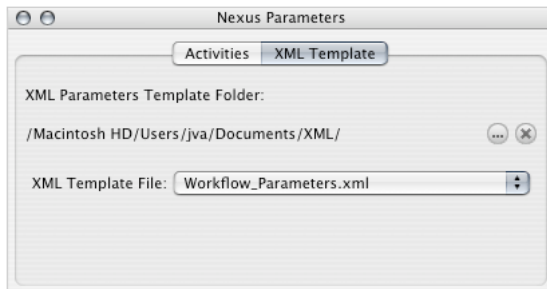 Nexus Parameters
Activities XML Template
XML Parameters Template Folder:
/Macintosh HD/Users/jva/Documents/XML/ ...
XML Template File: Workflow_Parameters.xml